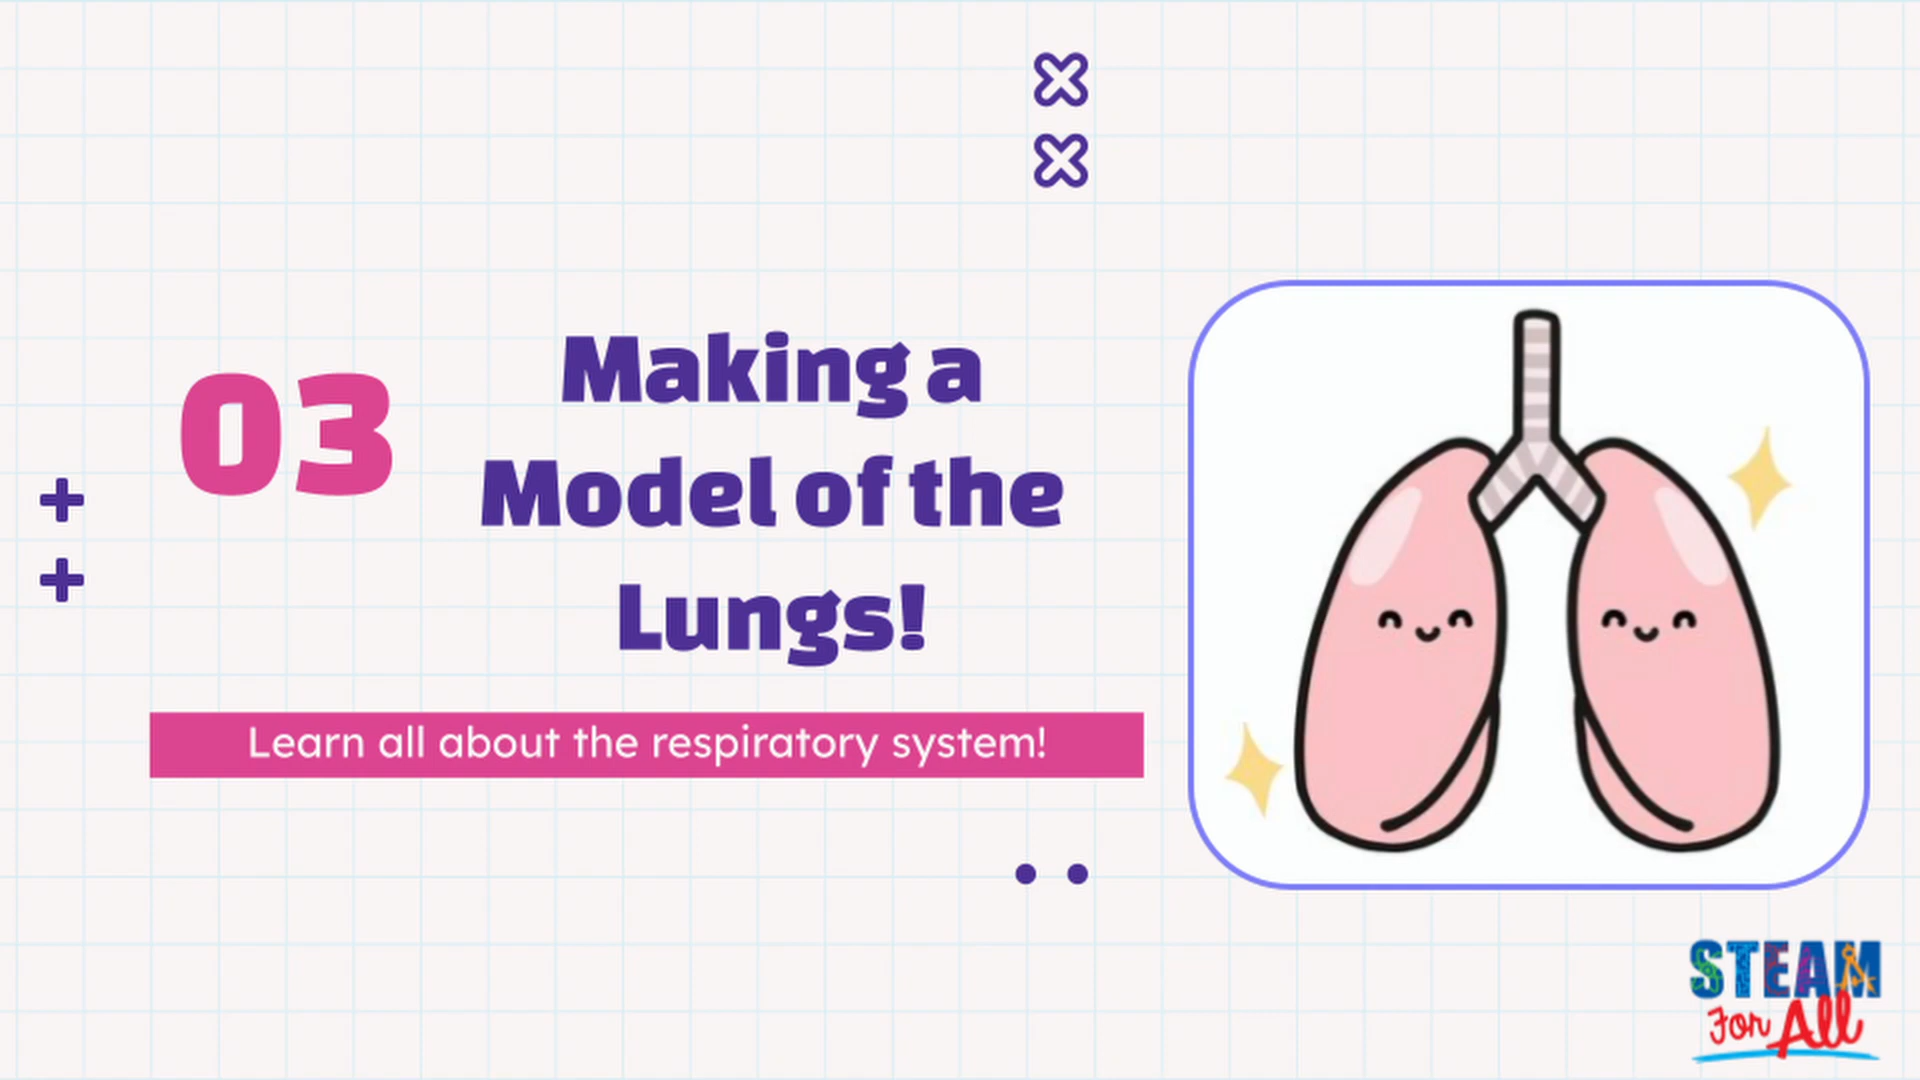 03
Making a
Model of the
Lungs!
Learn all about the respiratory system!
STEAM
For All